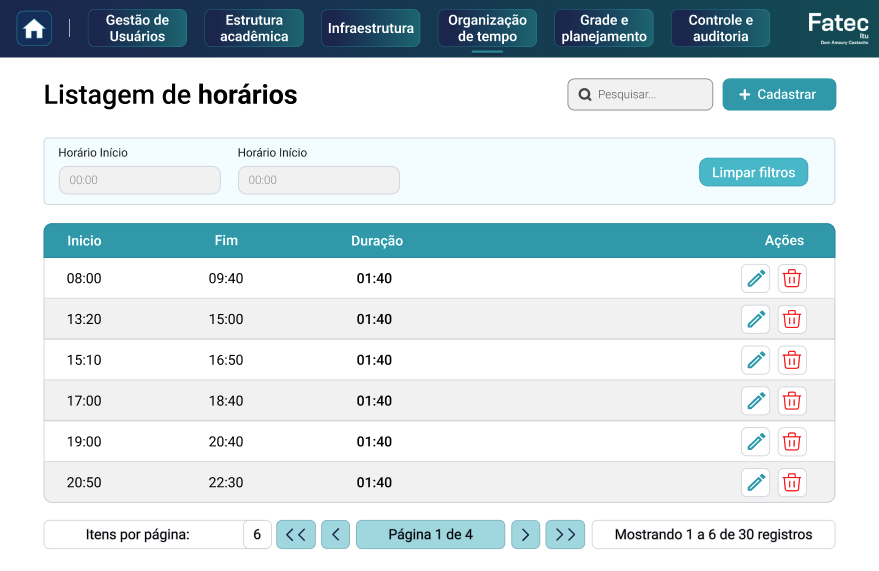 Gestão de
Usuários
Estrutura
acadêmica
Infraestrutura
Organização
de tempo
Grade e
planejamento
Controle e
auditoria
Fatec
Itu
Dom Amaury Castanho
Listagem de horários
Pesquisar...
+ Cadastrar
Horário Início
Horário Início
00:00
00:00
Limpar filtros
Inicio Fim Duração Ações
08:00 09:40 01:40
13:20 15:00 01:40
15:10 16:50 01:40
17:00 18:40 01:40
19:00 20:40 01:40
20:50 22:30 01:40
Itens por página: 6 << < Página 1 de 4 > >> Mostrando 1 a 6 de 30 registros